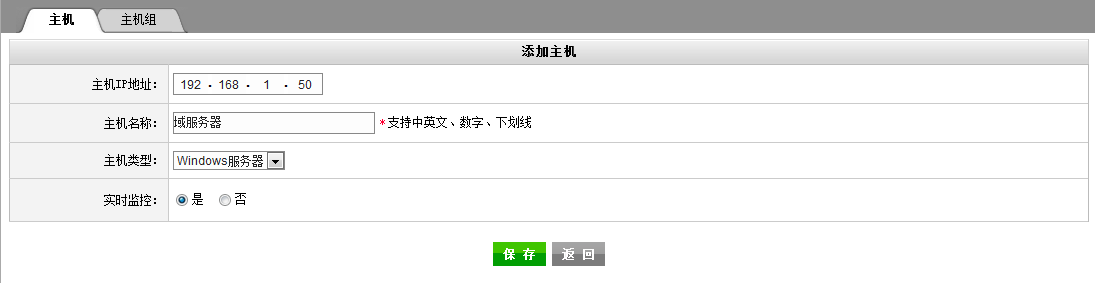 主机 主机组
添加主机
主机IP地址: 192 . 168 . 1 . 50
主机名称: 域服务器 *支持中英文、数字、下划线
主机类型: Windows服务器
实时监控: 是 否
保 存 返 回